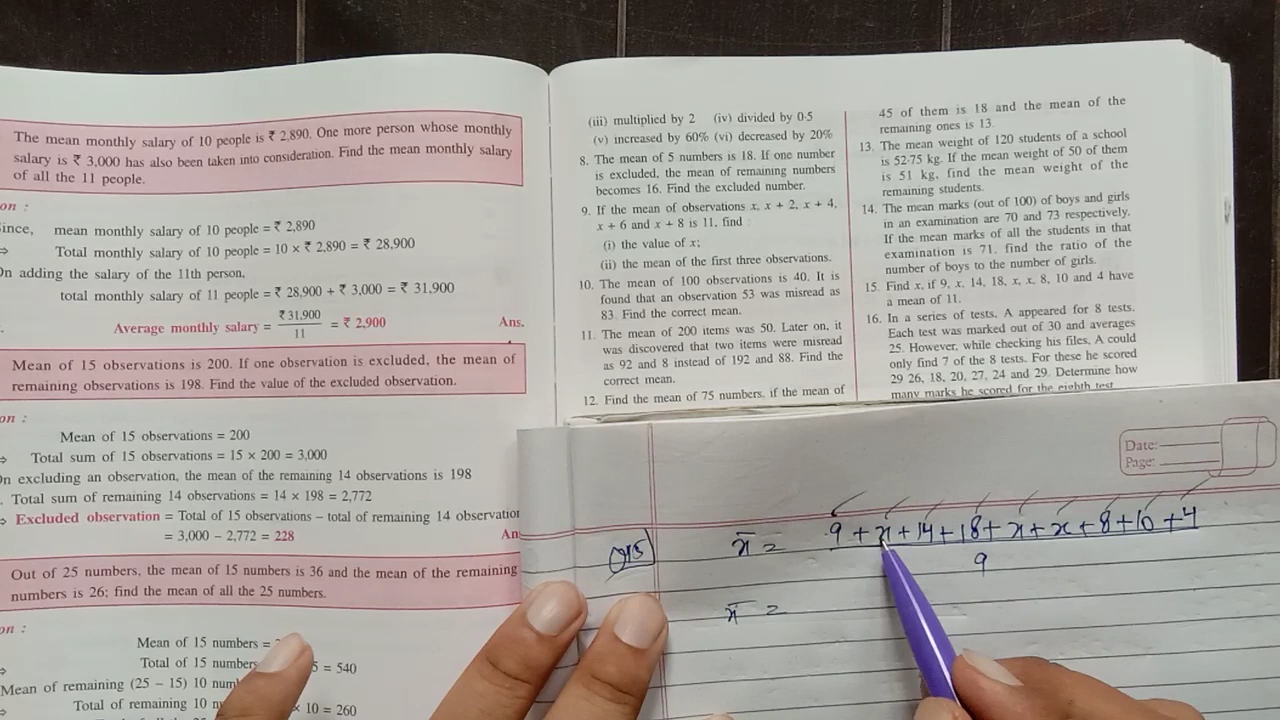 The mean monthly salary of 10 people is ₹ 2,890. One more person whose monthly
salary is ₹ 3,000 has also been taken into consideration. Find the mean monthly salary
of all the 11 people.
on :
Since, mean monthly salary of 10 people = ₹ 2,890
⇒ Total monthly salary of 10 people = 10 × ₹ 2,890 = ₹ 28,900
On adding the salary of the 11th person,
total monthly salary of 11 people = ₹ 28,900 + ₹ 3,000 = ₹ 31,900
Average monthly salary = ₹ 31,900 / 11 = ₹ 2,900 Ans.
Mean of 15 observations is 200. If one observation is excluded, the mean of
remaining observations is 198. Find the value of the excluded observation.
on :
Mean of 15 observations = 200
⇒ Total sum of 15 observations = 15 × 200 = 3,000
On excluding an observation, the mean of the remaining 14 observations is 198
. Total sum of remaining 14 observations = 14 × 198 = 2,772
⇒ Excluded observation = Total of 15 observations – total of remaining 14 observation
= 3,000 – 2,772 = 228 An
Out of 25 numbers, the mean of 15 numbers is 36 and the mean of the remaining
numbers is 26; find the mean of all the 25 numbers.
on :
Mean of 15 numbers =
⇒ Total of 15 numbers 5 = 540
Mean of remaining (25 – 15) 10
⇒ Total of remaining 10 × 10 = 260
(iii) multiplied by 2 (iv) divided by 0·5
(v) increased by 60% (vi) decreased by 20%
8. The mean of 5 numbers is 18. If one number
is excluded, the mean of remaining numbers
becomes 16. Find the excluded number.
9. If the mean of observations x, x + 2, x + 4,
x + 6 and x + 8 is 11, find :
(i) the value of x;
(ii) the mean of the first three observations.
10. The mean of 100 observations is 40. It is
found that an observation 53 was misread as
83. Find the correct mean.
11. The mean of 200 items was 50. Later on, it
was discovered that two items were misread
as 92 and 8 instead of 192 and 88. Find the
correct mean.
12. Find the mean of 75 numbers, if the mean of
45 of them is 18 and the mean of the
remaining ones is 13.
13. The mean weight of 120 students of a school
is 52·75 kg. If the mean weight of 50 of them
is 51 kg, find the mean weight of the
remaining students.
14. The mean marks (out of 100) of boys and girls
in an examination are 70 and 73 respectively.
If the mean marks of all the students in that
examination is 71, find the ratio of the
number of boys to the number of girls.
15. Find x, if 9, x, 14, 18, x, x, 8, 10 and 4 have
a mean of 11.
16. In a series of tests, A appeared for 8 tests.
Each test was marked out of 30 and averages
25. However, while checking his files, A could
only find 7 of the 8 tests. For these he scored
29 26, 18, 20, 27, 24 and 29. Determine how
many marks he scored for the eighth test
Date:
Page:
Q15 x̄ = 9 + x + 14 + 18 + x + x + 8 + 10 + 4
9
x̄ =